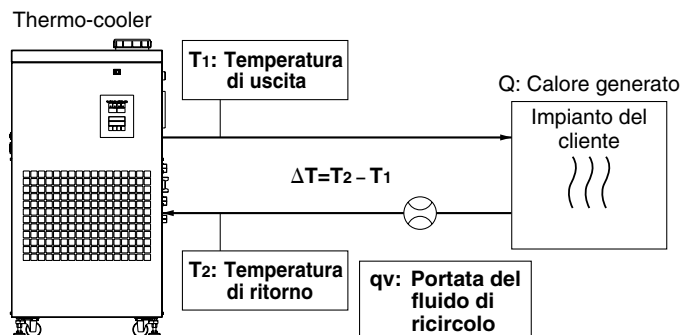 Thermo-cooler
T1: Temperatura
di uscita
Q: Calore generato
Impianto del
cliente
ΔT=T2 – T1
T2: Temperatura
di ritorno
qv: Portata del
fluido di
ricircolo